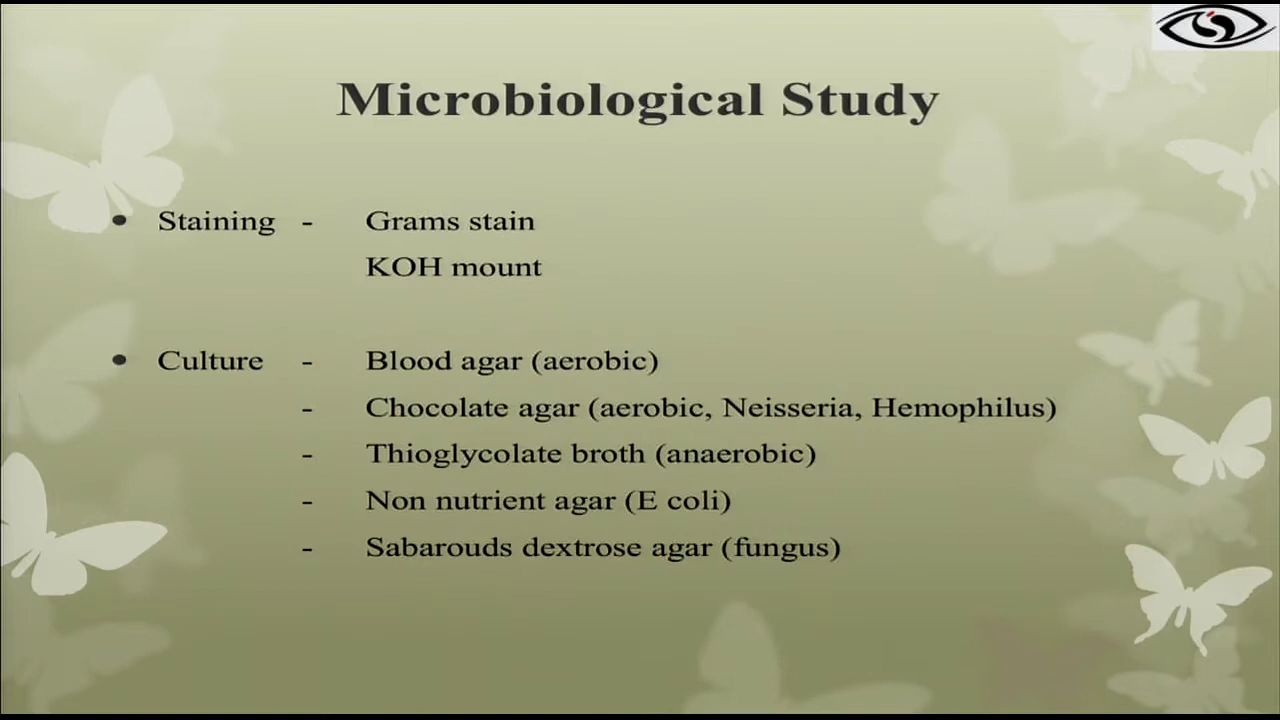 Microbiological Study
• Staining - Grams stain
KOH mount
• Culture - Blood agar (aerobic)
- Chocolate agar (aerobic, Neisseria, Hemophilus)
- Thioglycolate broth (anaerobic)
- Non nutrient agar (E coli)
- Sabarouds dextrose agar (fungus)